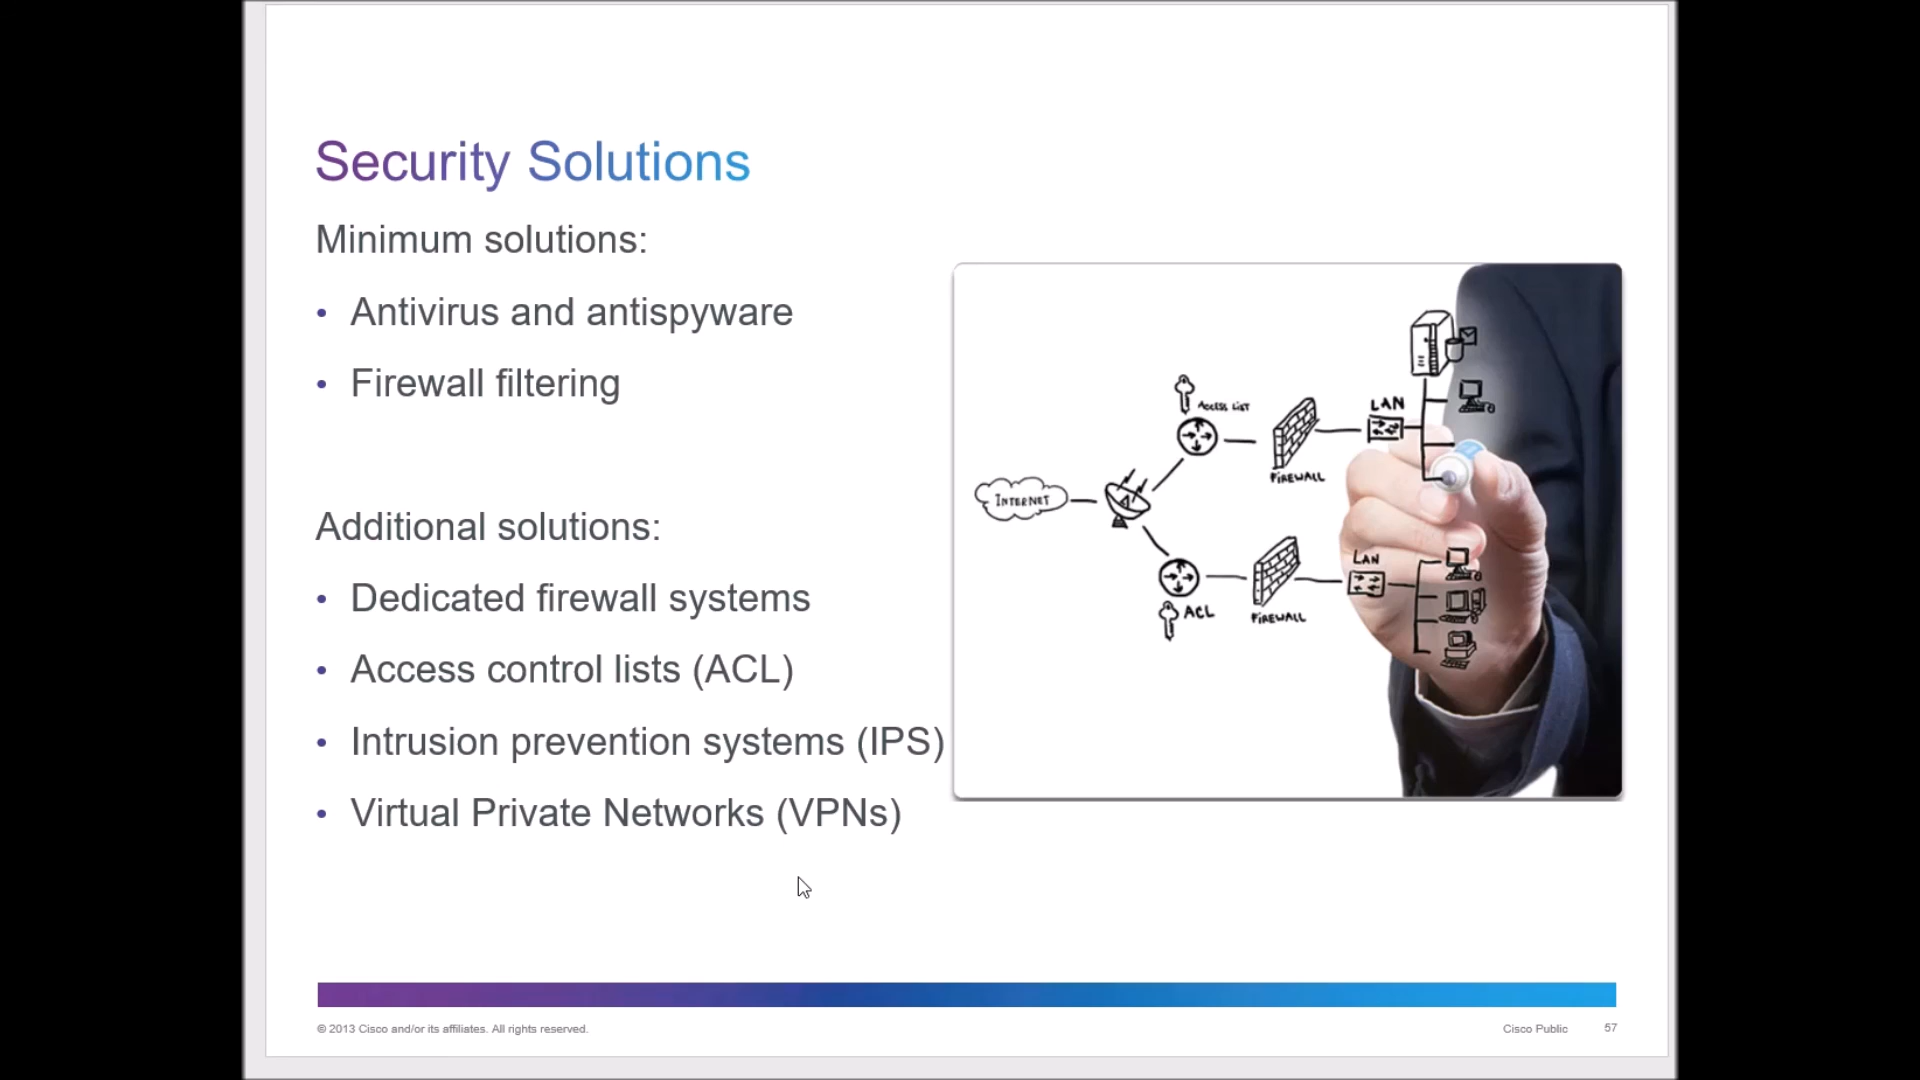 Security Solutions
Minimum solutions:
• Antivirus and antispyware
• Firewall filtering
Additional solutions:
• Dedicated firewall systems
• Access control lists (ACL)
• Intrusion prevention systems (IPS)
• Virtual Private Networks (VPNs)
ACCESS LIST
LAN
FIREWALL
INTERNET
LAN
ACL
FIREWALL
© 2013 Cisco and/or its affiliates. All rights reserved.
Cisco Public 57